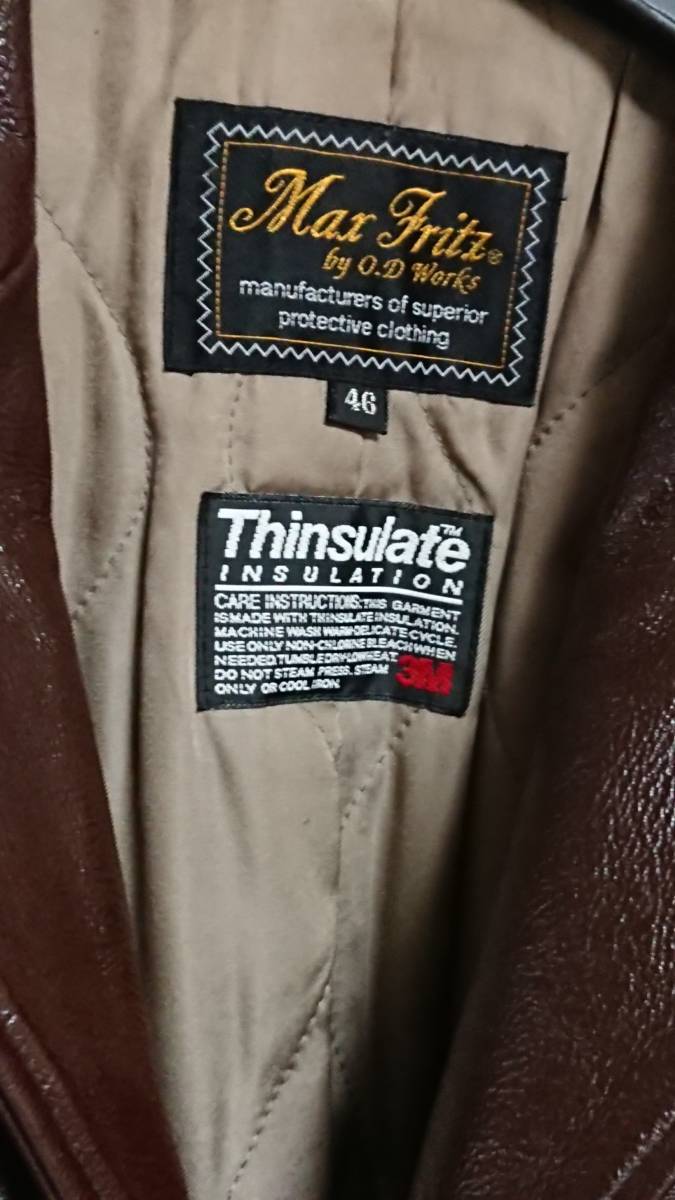 Max Fritz®
by O.D Works
manufacturers of superior
protective clothing
46
Thinsulate™
INSULATION
CARE INSTRUCTIONS: THIS GARMENT
IS MADE WITH THINSULATE INSULATION.
MACHINE WASH WARM-DELICATE CYCLE.
USE ONLY NON-CHLORINE BLEACH WHEN
NEEDED. TUMBLE DRY-LOW HEAT.
DO NOT STEAM PRESS. STEAM
ONLY OR COOL IRON.
3M